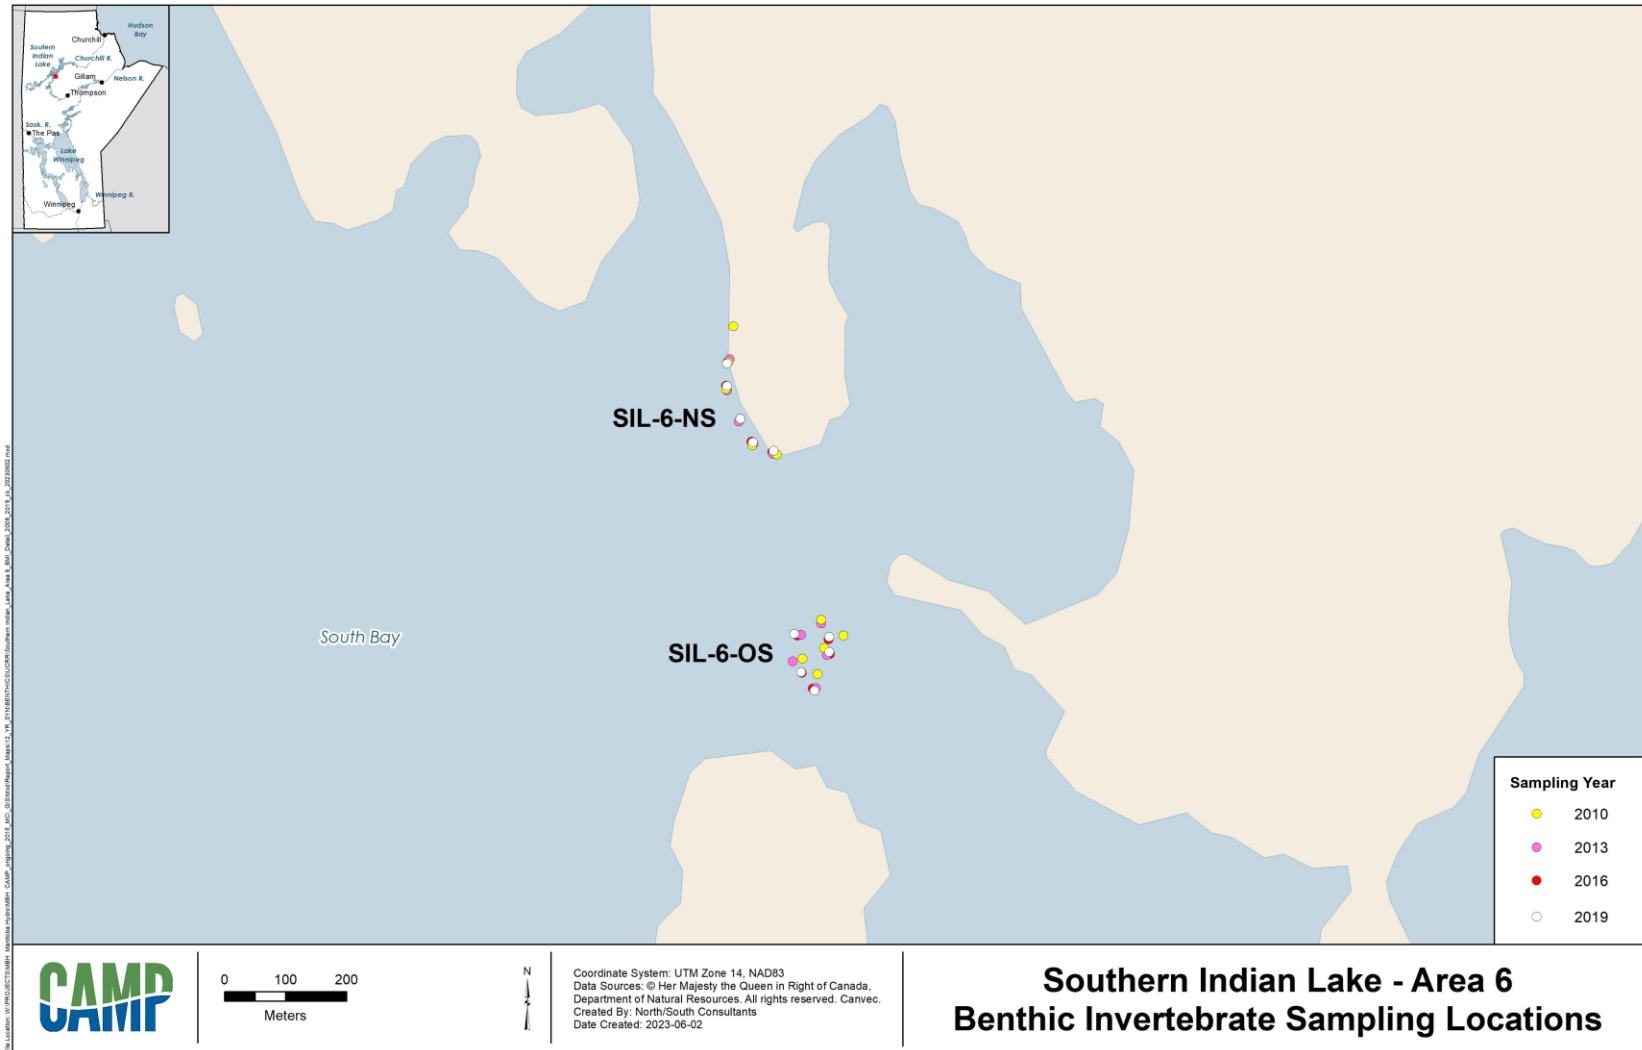 Hudson
Bay
Churchill
Soutern
Indian
Lake
Churchill R.
Gillam
Nelson R.
Thompson
Sask. R.
The Pas
Lake
Winnipeg
Winnipeg R.
Winnipeg
SIL-6-NS
South Bay
SIL-6-OS
Sampling Year
2010
2013
2016
2019
CAMP
0 100 200
Meters
N
Coordinate System: UTM Zone 14, NAD83
Data Sources: © Her Majesty the Queen in Right of Canada,
Department of Natural Resources. All rights reserved. Canvec.
Created By: North/South Consultants
Date Created: 2023-06-02
Southern Indian Lake - Area 6
Benthic Invertebrate Sampling Locations